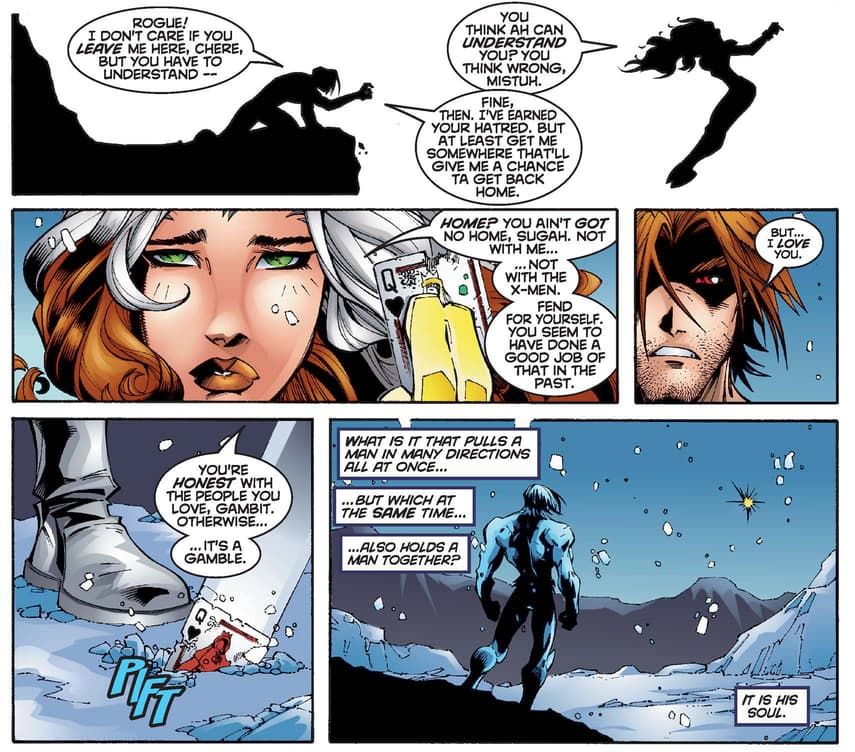 ROGUE!
I DON'T CARE IF YOU
LEAVE ME HERE, CHERE,
BUT YOU HAVE TO
UNDERSTAND --
YOU
THINK AH CAN
UNDERSTAND
YOU? YOU
THINK WRONG,
MISTUH.
FINE,
THEN. I'VE EARNED
YOUR HATRED. BUT
AT LEAST GET ME
SOMEWHERE THAT'LL
GIVE ME A CHANCE
TA GET BACK
HOME.
HOME? YOU AIN'T GOT
NO HOME, SUGAH. NOT
WITH ME...
...NOT
WITH THE
X-MEN.
FEND
FOR YOURSELF.
YOU SEEM TO
HAVE DONE A
GOOD JOB OF
THAT IN THE
PAST.
Q
BUT...
I LOVE
YOU.
YOU'RE
HONEST WITH
THE PEOPLE YOU
LOVE, GAMBIT.
OTHERWISE...
...IT'S A
GAMBLE.
Q
PIFT
WHAT IS IT THAT PULLS A
MAN IN MANY DIRECTIONS
ALL AT ONCE...
...BUT WHICH AT
THE SAME TIME...
...ALSO HOLDS A
MAN TOGETHER?
IT IS HIS
SOUL.